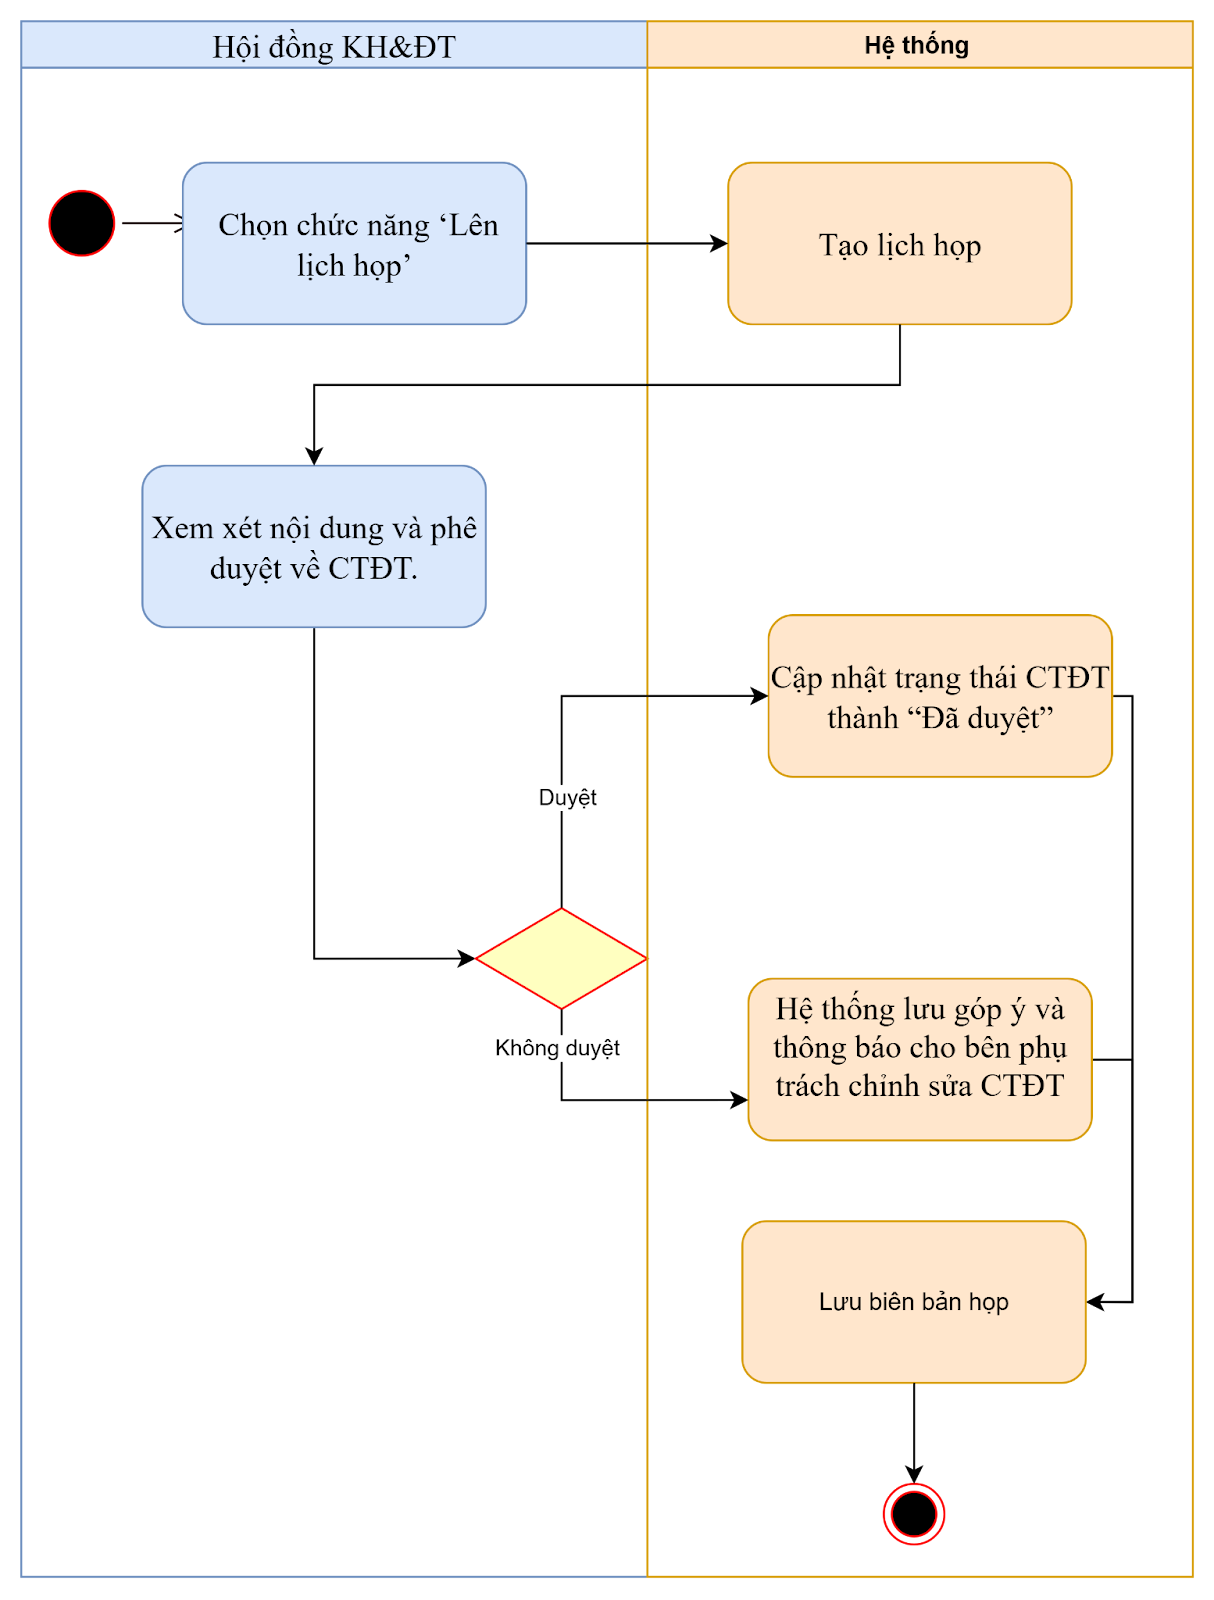 Hội đồng KH&ĐT
Hệ thống
Chọn chức năng ‘Lên
lịch họp’
Tạo lịch họp
Xem xét nội dung và phê
duyệt về CTĐT.
Cập nhật trạng thái CTĐT
thành “Đã duyệt”
Duyệt
Hệ thống lưu góp ý và
thông báo cho bên phụ
trách chỉnh sửa CTĐT
Không duyệt
Lưu biên bản họp